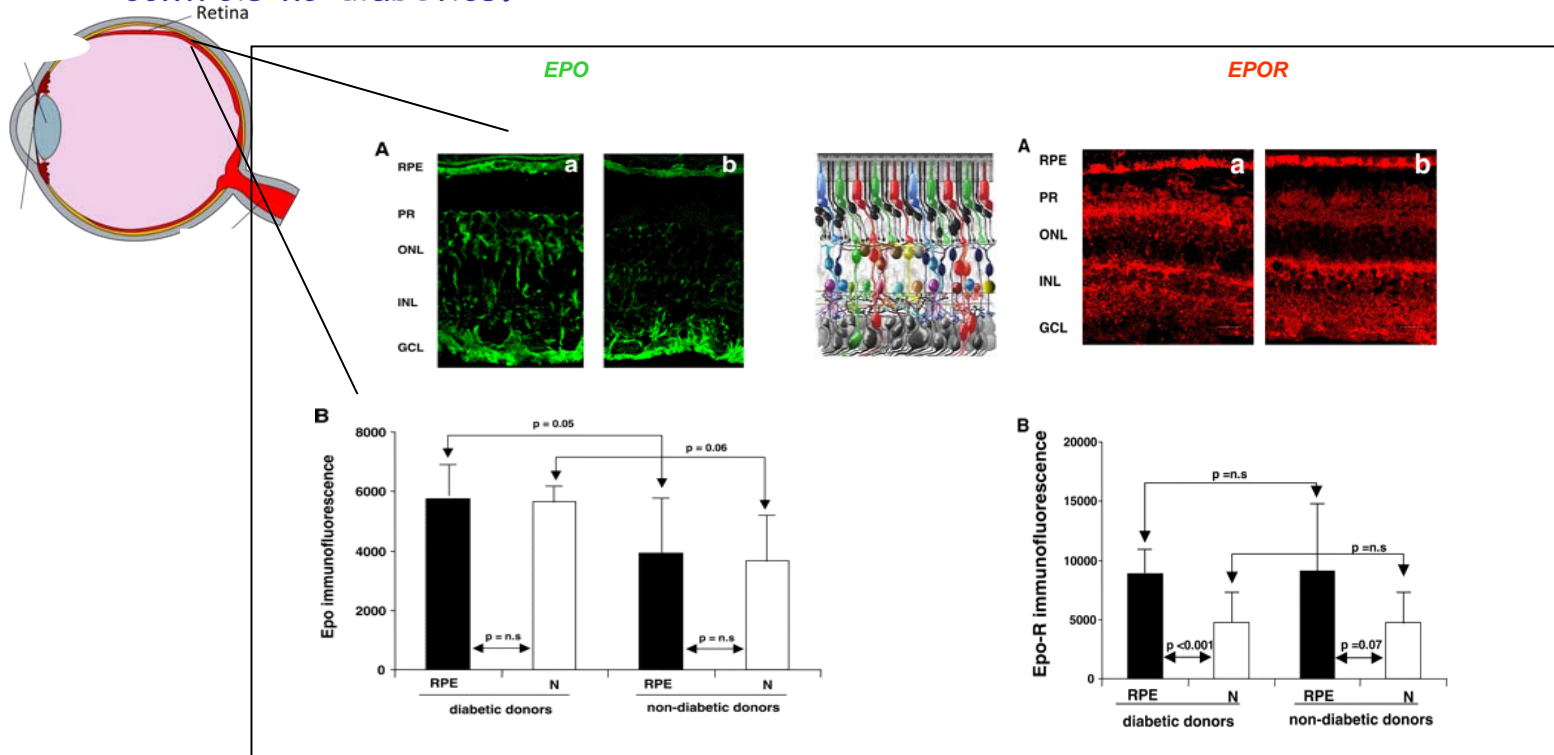 Retina
EPO
EPOR
A
RPE
PR
ONL
INL
GCL
a
b
A
RPE
PR
ONL
INL
GCL
a
b
B
Epo immunofluorescence
8000
6000
4000
2000
0
p = 0.05
p = 0.06
p = n.s
p = n.s
RPE
N
RPE
N
diabetic donors
non-diabetic donors
B
Epo-R immunofluorescence
20000
15000
10000
5000
0
p =n.s
p =n.s
p <0.001
p =0.07
RPE
N
RPE
N
diabetic donors
non-diabetic donors